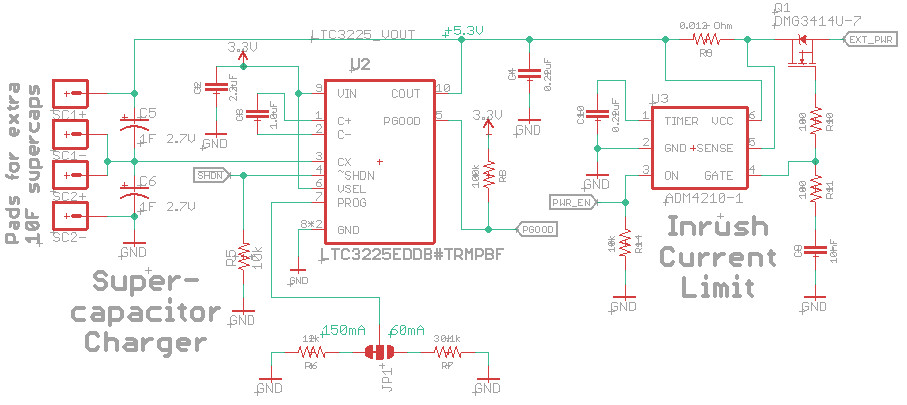 Q1
DMG3414U-7
LTC3225_VOUT
+5.3V
0.012-Ohm
R9
EXT_PWR
3.3V
U2
C2
2.2uF
C4
0.22uF
3.3V
U3
9
VIN
COUT
10
C3
1.0uF
1
C+
PGOOD
5
2
C-
SC1+
SC1-
SC2+
SC2-
Pads for extra
10F supercaps
C5
1F 2.7V
C6
1F 2.7V
GND
3
CX
4
~SHDN
6
VSEL
7
PROG
8*2
GND
LTC3225EDDB#TRMPBF
SHDN
100k
R8
PGOOD
GND
C10
0.22uF
1
TIMER
VCC
6
2
GND
SENSE
5
3
ON
GATE
4
ADM4210-1
PWR_EN
GND
R10
100
R11
100
10k
R14
C9
10nF
GND
GND
GND
Inrush
Current
Limit
R5
10k
GND
GND
GND
Super-
capacitor
Charger
150mA
60mA
12k
R6
JP1
R7
GND
GND